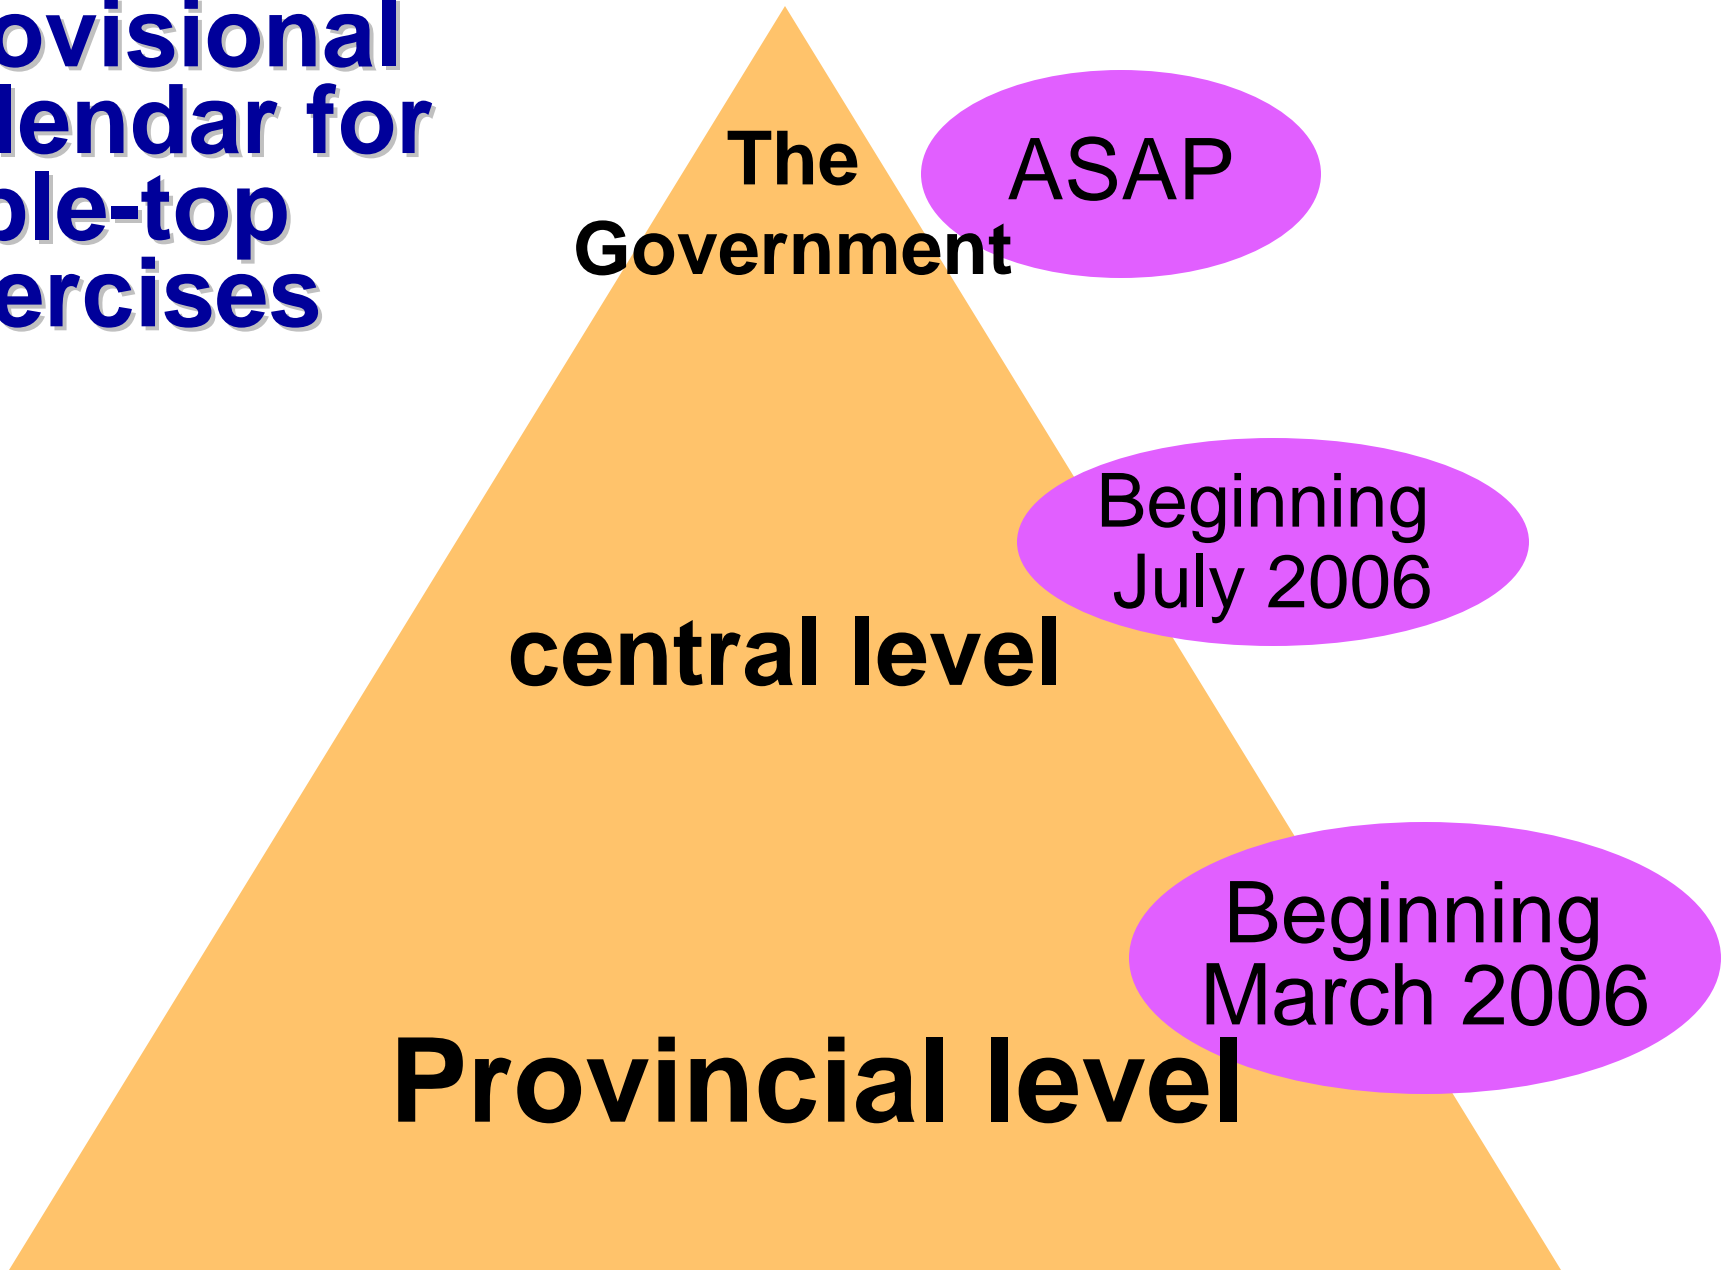 ovisional
lendar for
ble-top
ercises
The
Government
ASAP
Beginning
July 2006
central level
Beginning
March 2006
Provincial level